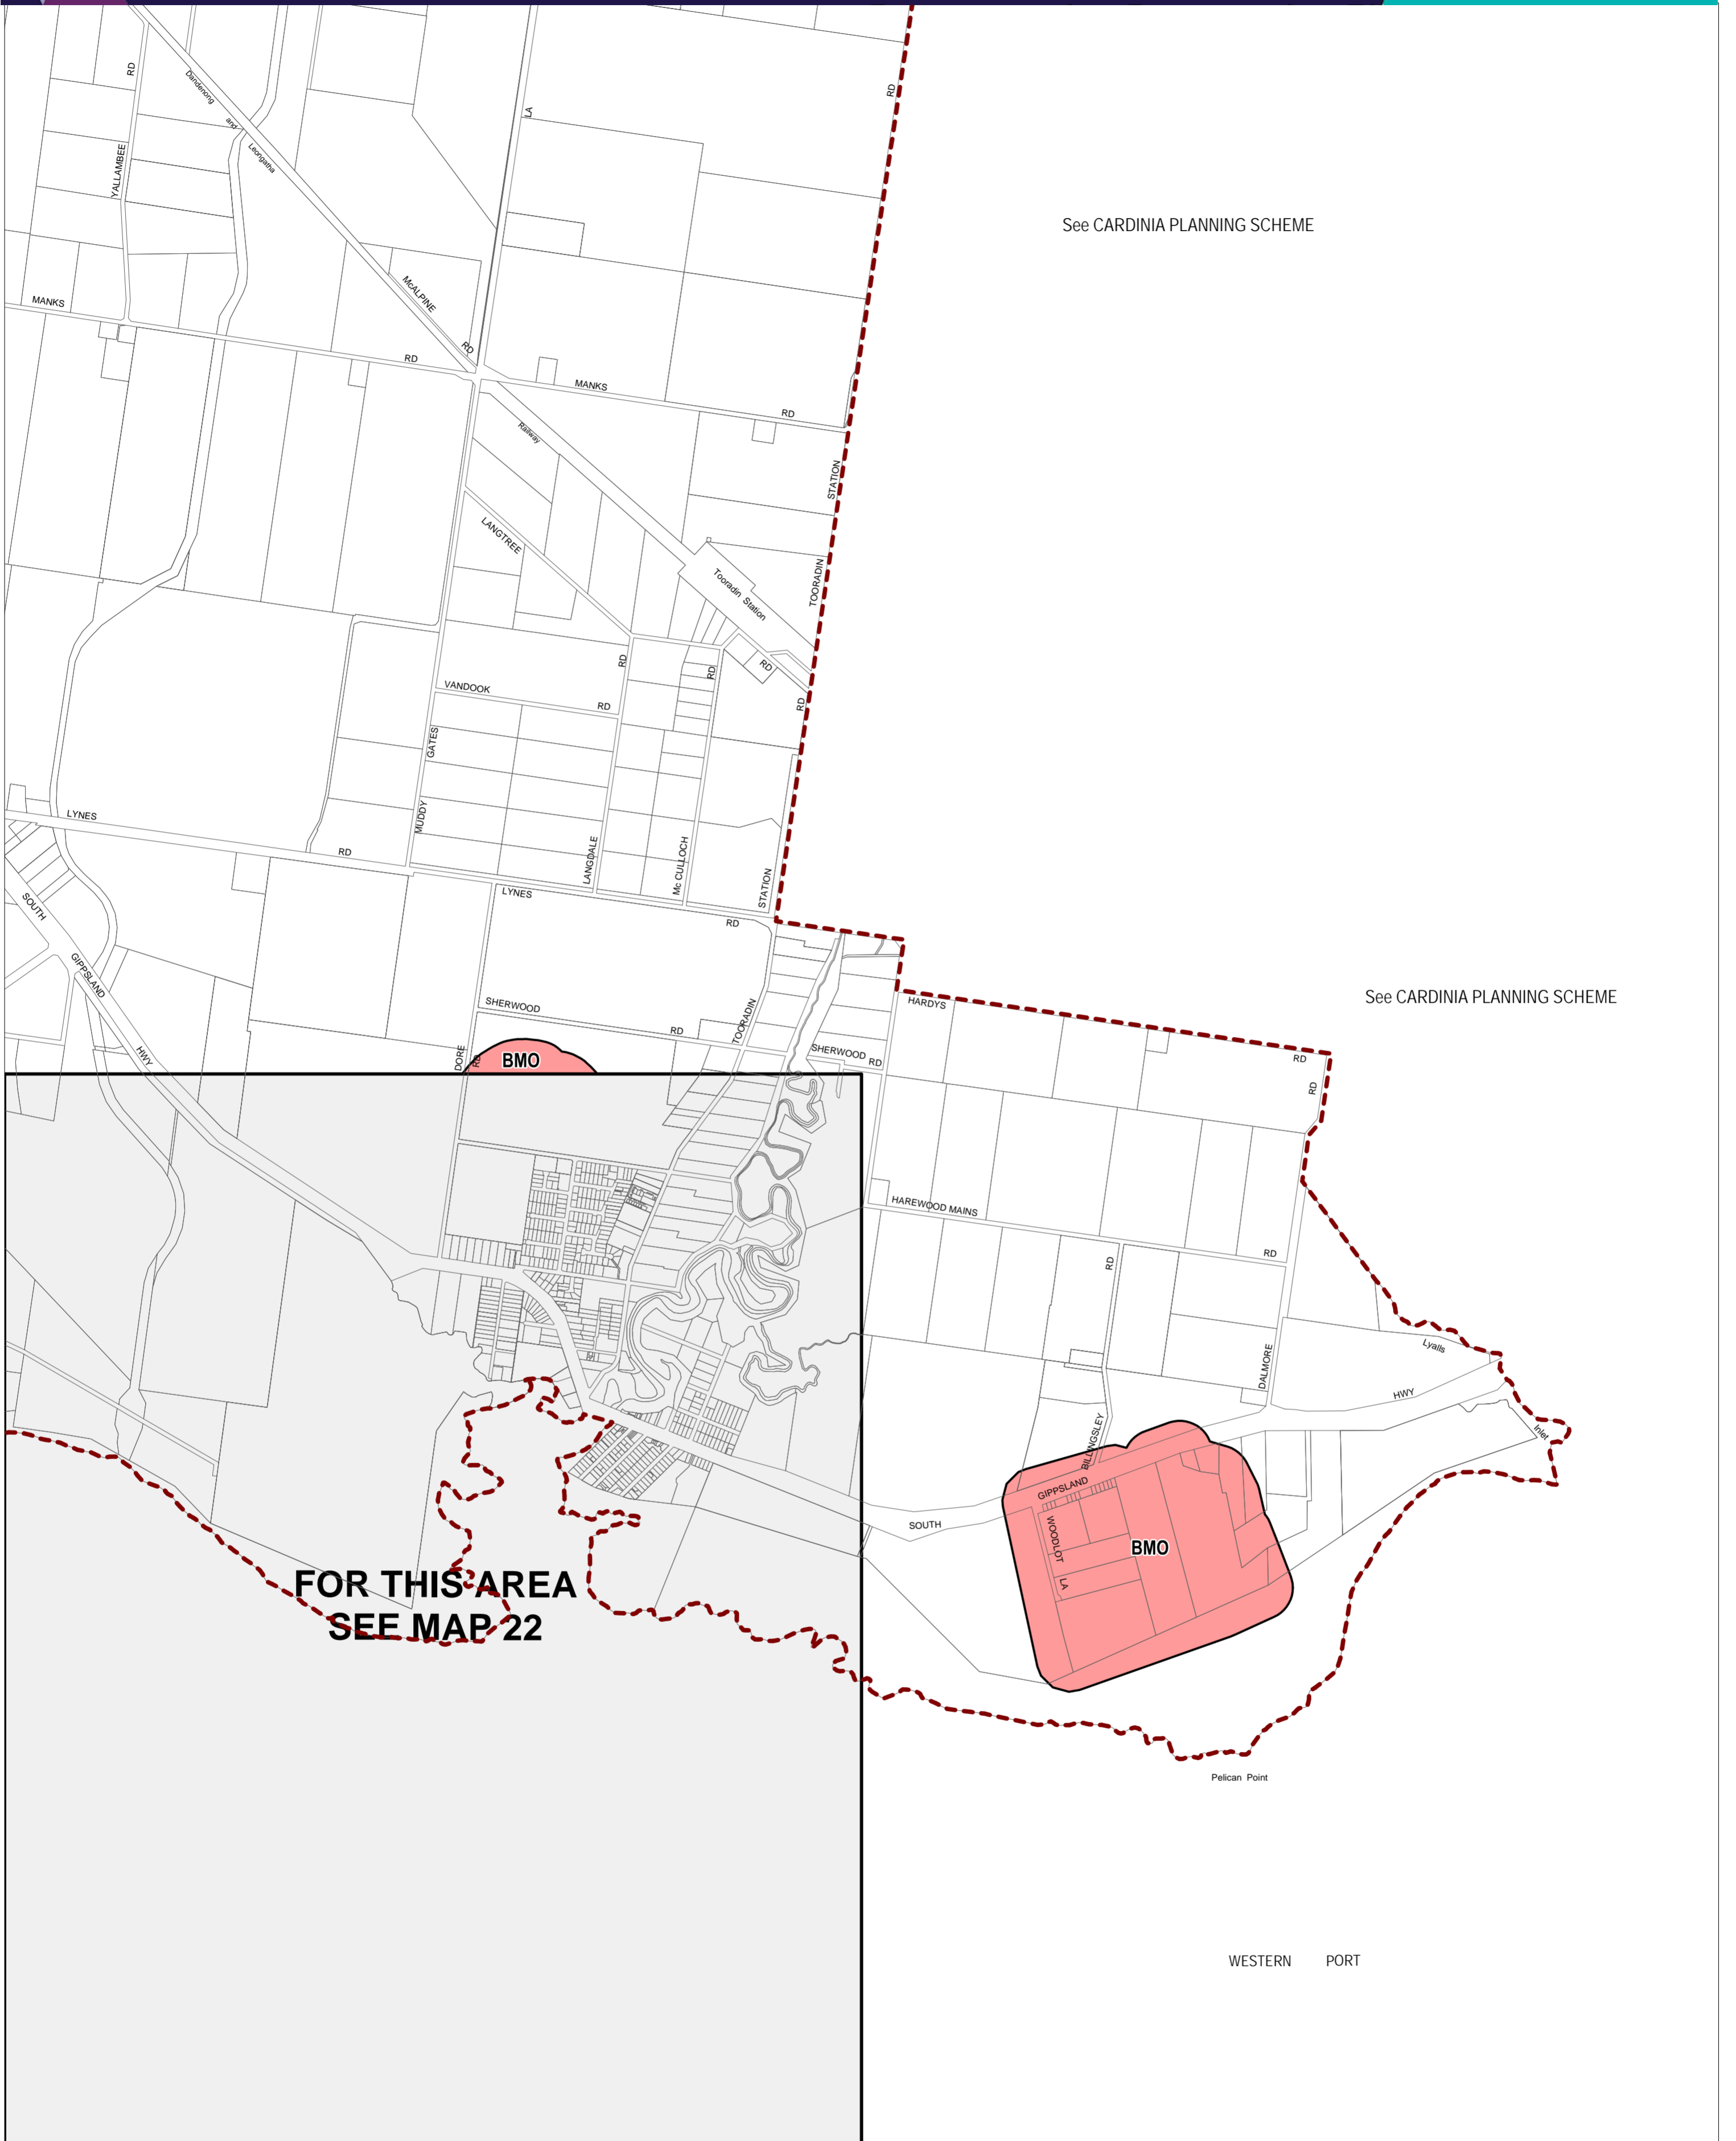 RD
YALLAMBEE
Dandenong
and
Leongatha
LA
RD
See CARDINIA PLANNING SCHEME
McALPINE
RD
MANKS
RD
MANKS
RD
Railway
STATION
LANGTREE
Tooradin Station
TOORADIN
RD
RD
RD
RD
VANDOOK
RD
GATES
MUDDY
LYNES
RD
LANGDALE
Mc CULLOCH
STATION
LYNES
RD
SOUTH
GIPPSLAND
HWY
See CARDINIA PLANNING SCHEME
HARDYS
RD
SHERWOOD
RD
TOORADIN
SHERWOOD RD
DORE
RD
BMO
RD
HAREWOOD MAINS
RD
RD
DALMORE
Lyalls
HWY
Inlet
BILLINGSLEY
GIPPSLAND
SOUTH
WOODLOT
LA
BMO
FOR THIS AREA
SEE MAP 22
Pelican Point
WESTERN PORT